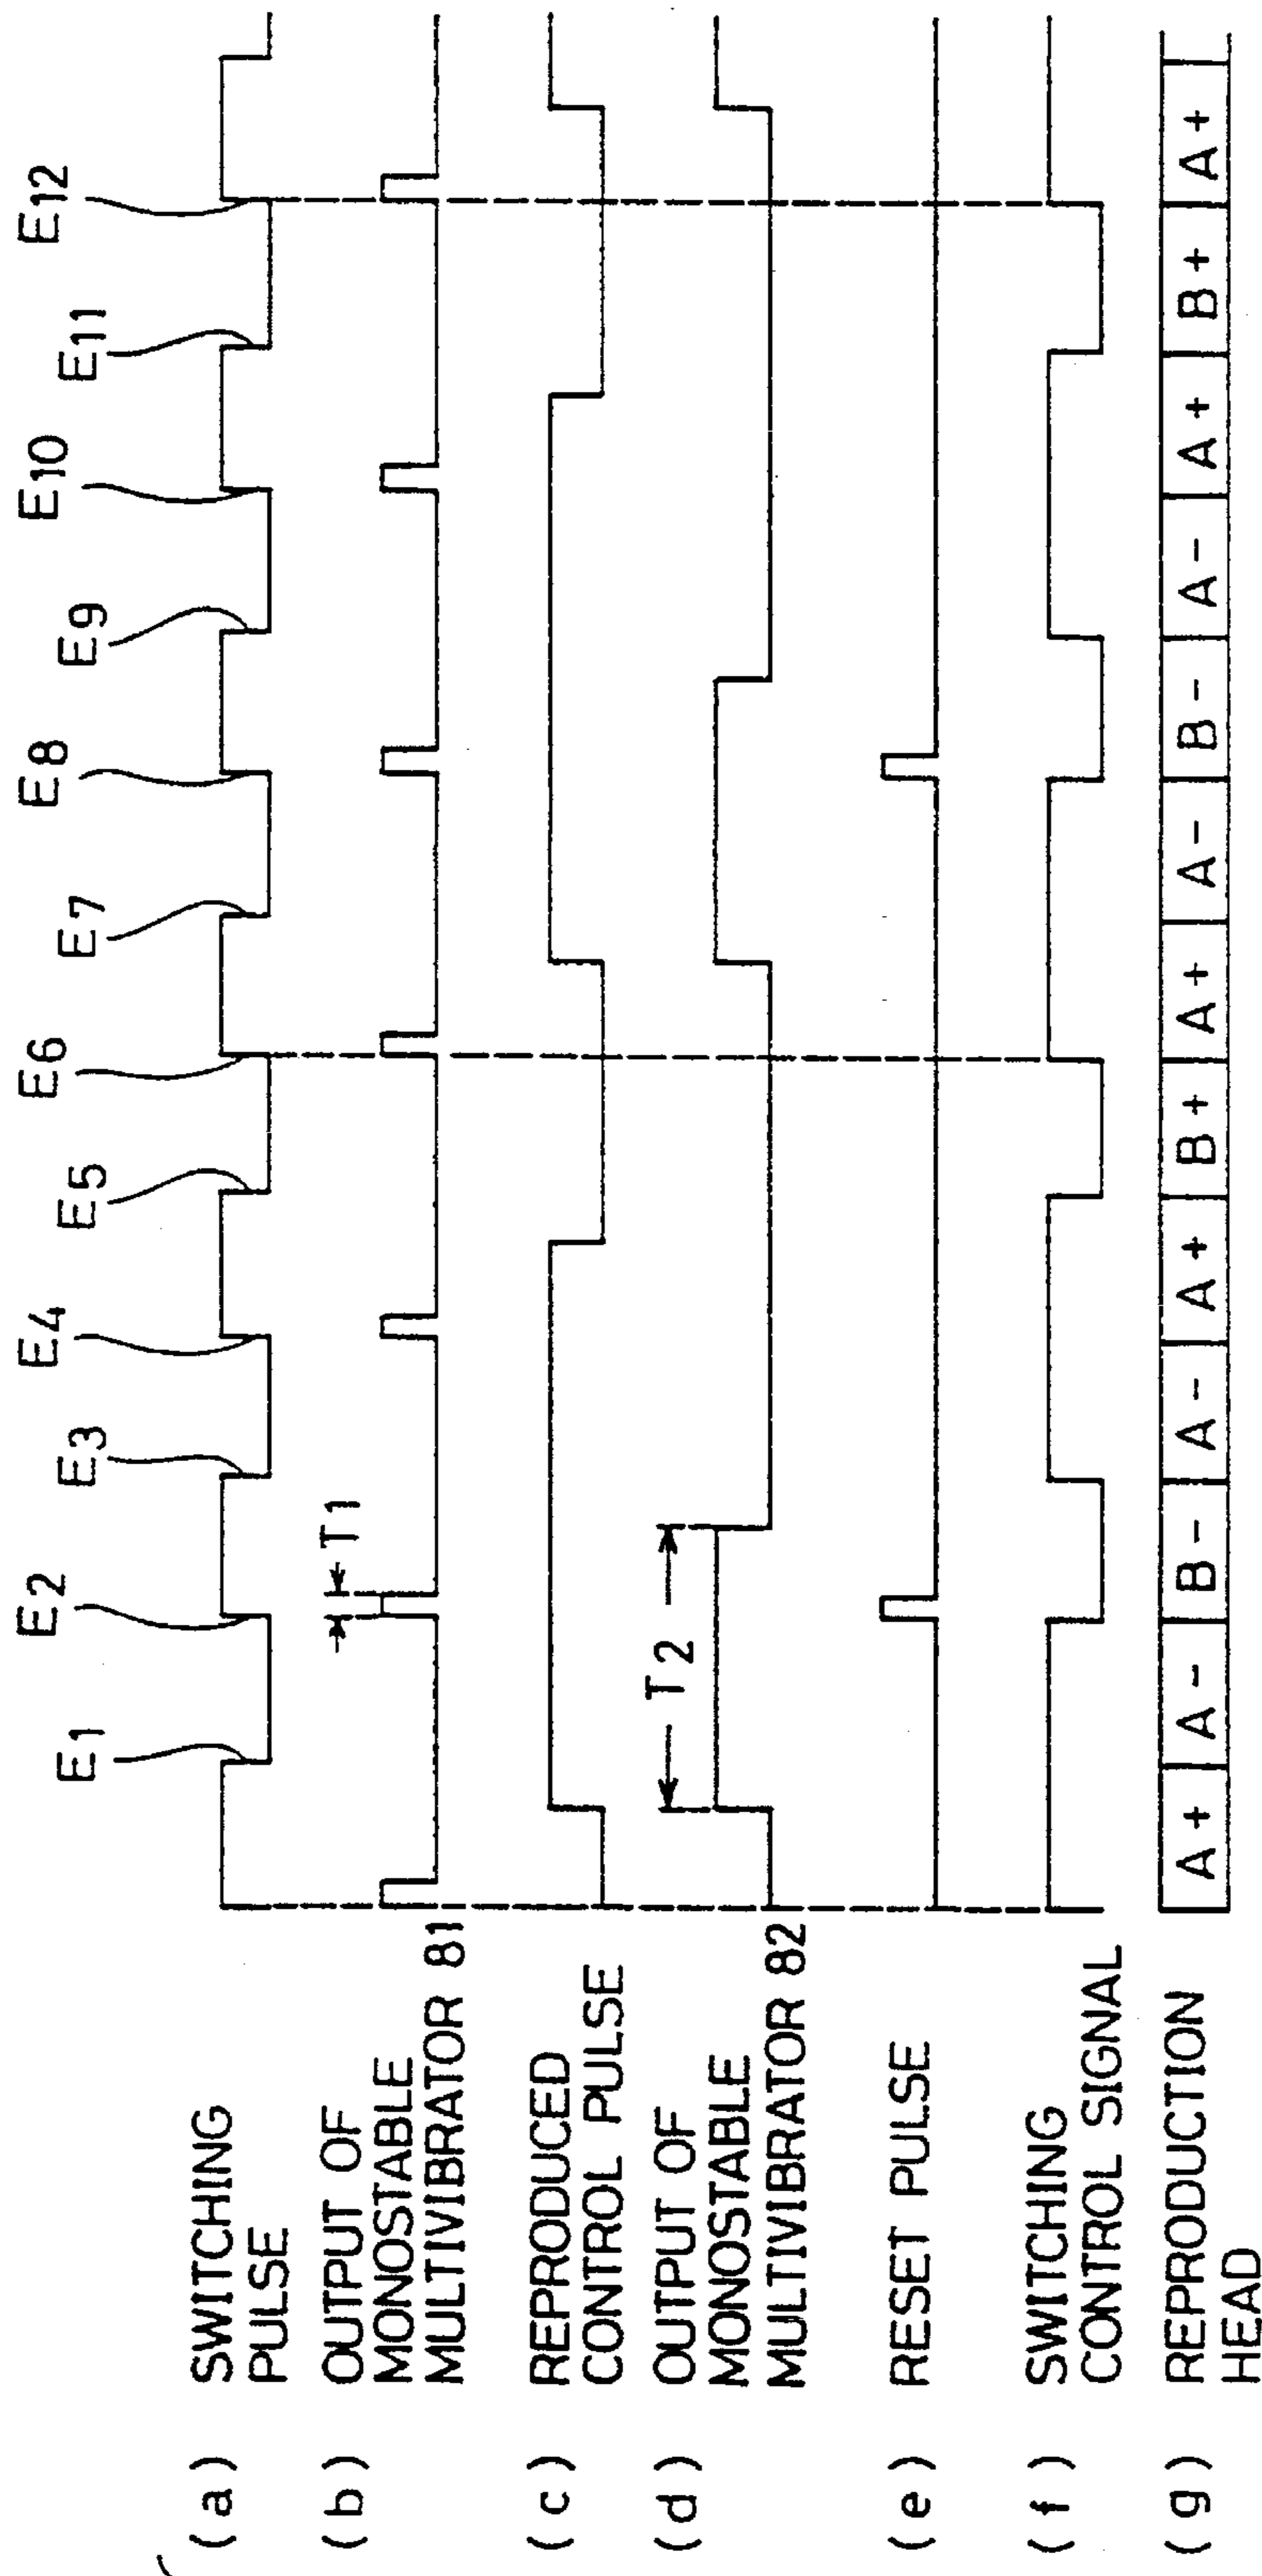 E1
E2
E3
E4
E5
E6
E7
E8
E9
E10
E11
E12
(a) SWITCHING
PULSE
(b) OUTPUT OF
MONOSTABLE
MULTIVIBRATOR 81
T1
(c) REPRODUCED
CONTROL PULSE
(d) OUTPUT OF
MONOSTABLE
MULTIVIBRATOR 82
T2
(e) RESET PULSE
(f) SWITCHING
CONTROL SIGNAL
(g) REPRODUCTION
HEAD
A+ A- B- A- A+ B+ A+ A- B- A- A+ B+ A+